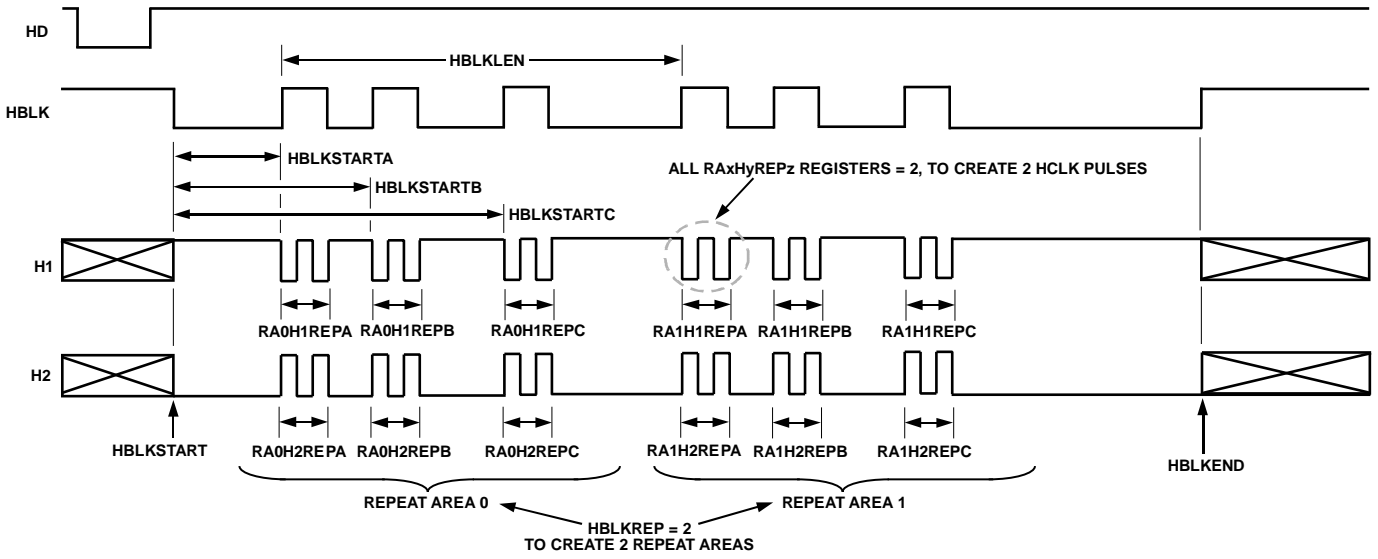 HD
HBLKLEN
HBLK
HBLKSTARTA
ALL RAxHyREPz REGISTERS = 2, TO CREATE 2 HCLK PULSES
HBLKSTARTB
HBLKSTARTC
H1
RA0H1REPA RA0H1REPB RA0H1REPC RA1H1REPA RA1H1REPB RA1H1REPC
H2
HBLKSTART RA0H2REPA RA0H2REPB RA0H2REPC RA1H2REPA RA1H2REPB RA1H2REPC
HBLKEND
REPEAT AREA 0 REPEAT AREA 1
HBLKREP = 2
TO CREATE 2 REPEAT AREAS